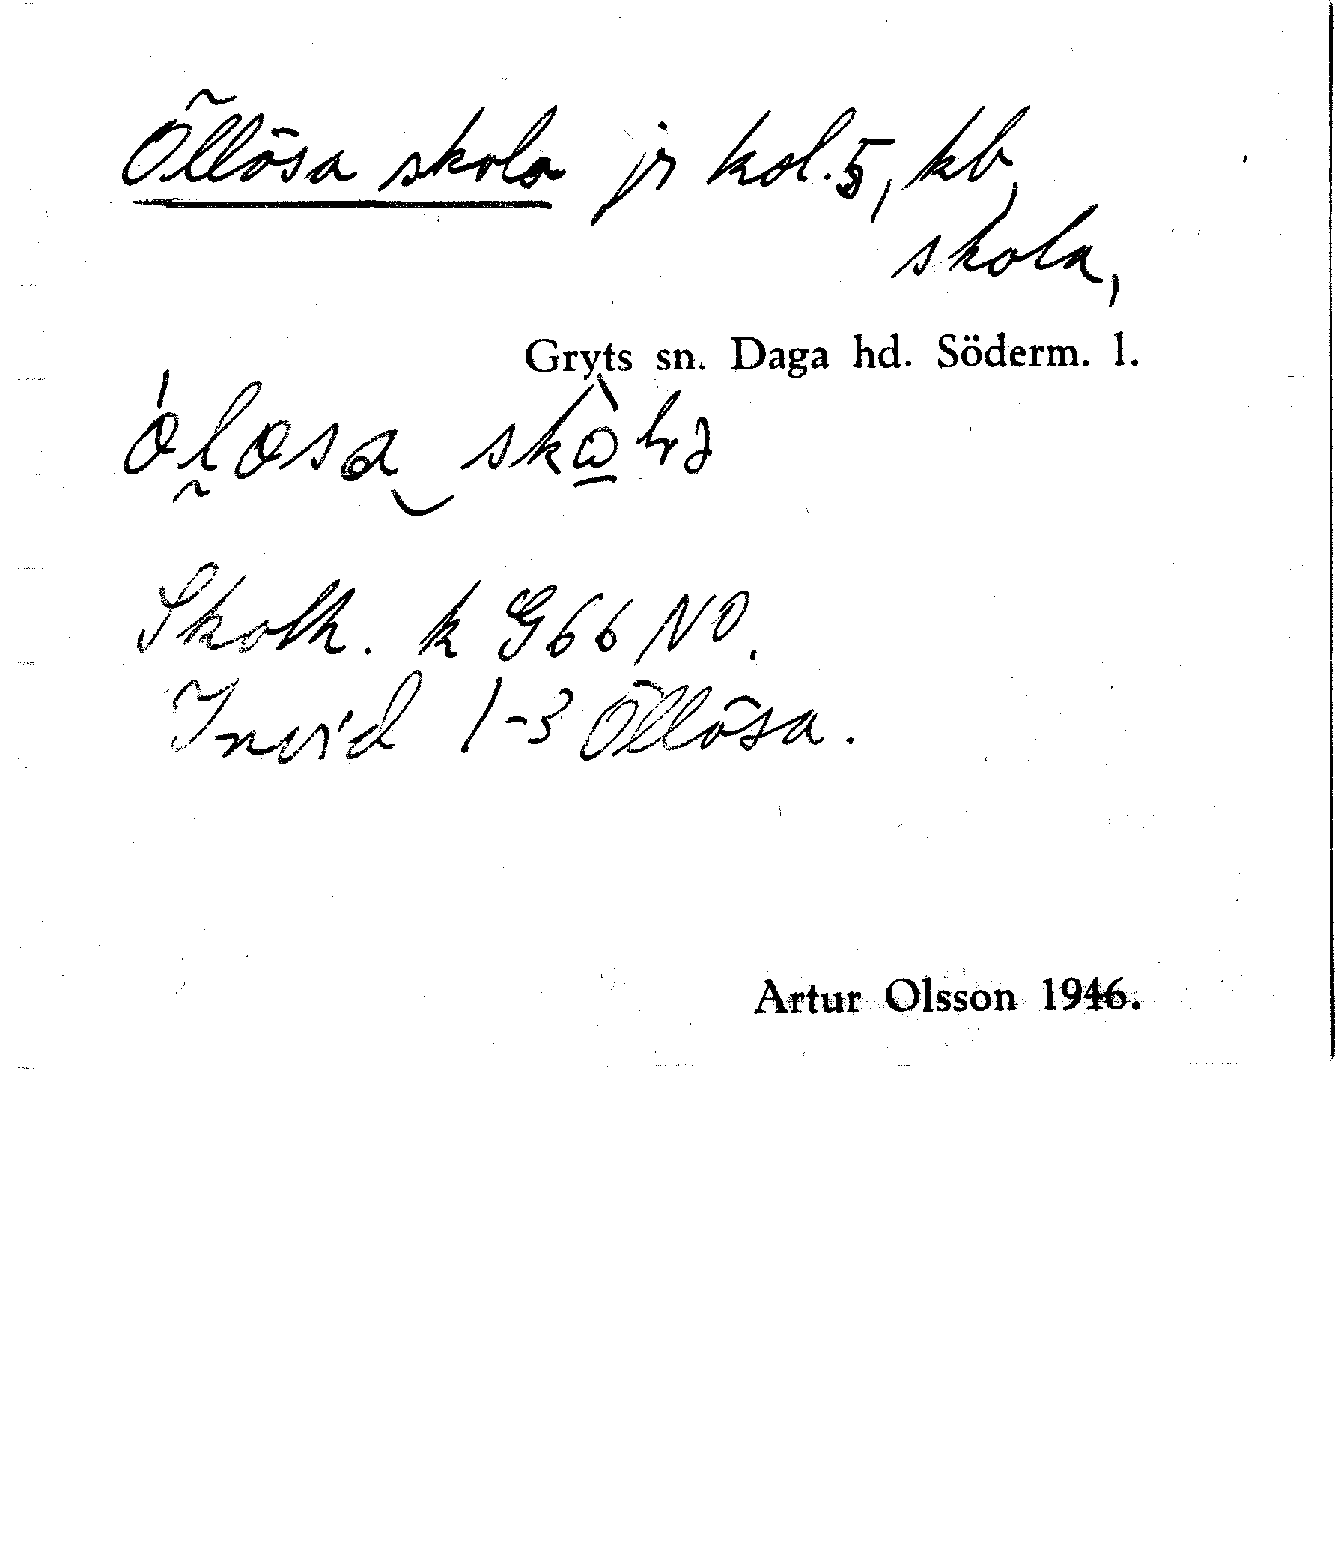 Öllösa skola jr kol. 5, kb,
skola,
Gryts sn. Daga hd. Söderm. l.
Skolh. k G66 NO.
Invid 1-3 Öllösa.
Artur Olsson 1946.